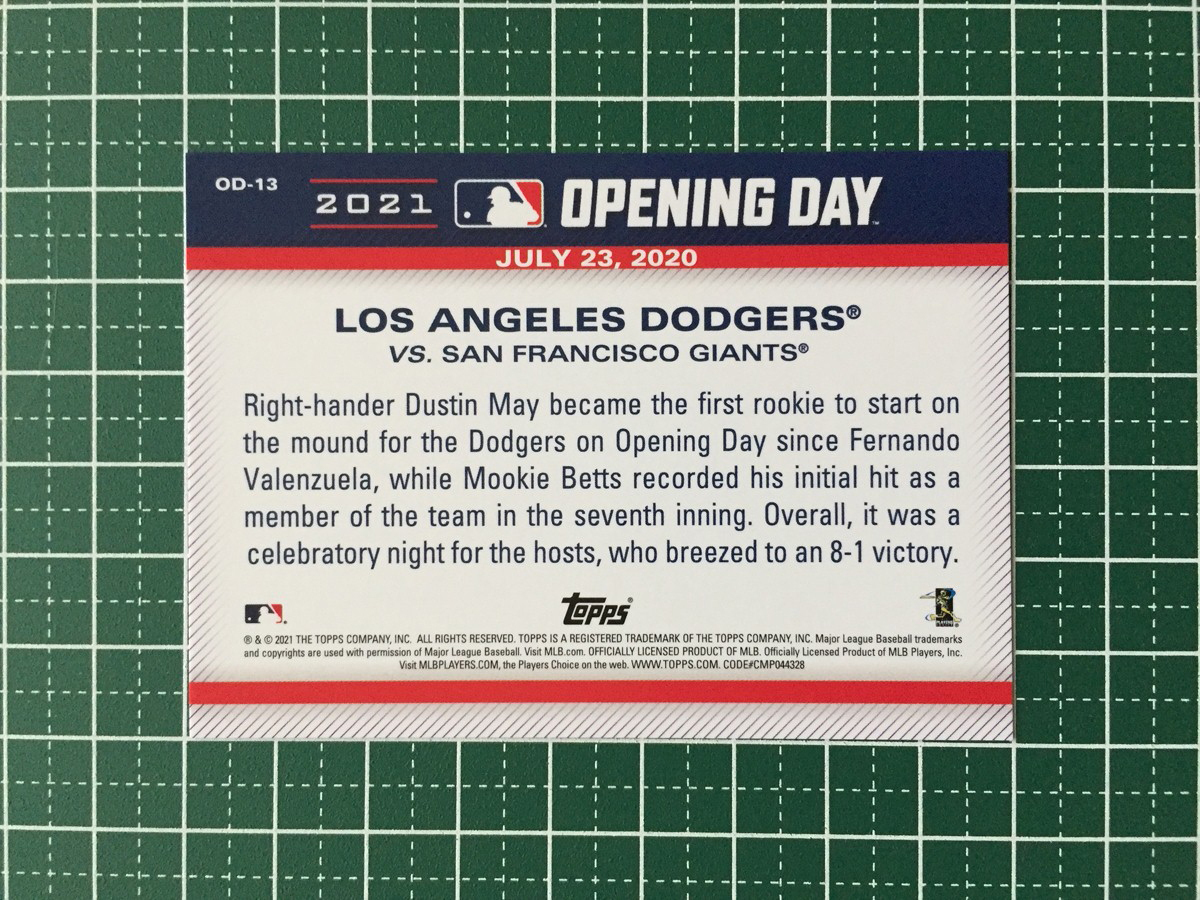 OD-13
2021 OPENING DAY™
JULY 23, 2020
LOS ANGELES DODGERS®
VS. SAN FRANCISCO GIANTS®
Right-hander Dustin May became the first rookie to start on
the mound for the Dodgers on Opening Day since Fernando
Valenzuela, while Mookie Betts recorded his initial hit as a
member of the team in the seventh inning. Overall, it was a
celebratory night for the hosts, who breezed to an 8-1 victory.
topps®
® & © 2021 THE TOPPS COMPANY, INC. ALL RIGHTS RESERVED. TOPPS IS A REGISTERED TRADEMARK OF THE TOPPS COMPANY, INC. Major League Baseball trademarks
and copyrights are used with permission of Major League Baseball. Visit MLB.com. OFFICIALLY LICENSED PRODUCT OF MLB. Officially Licensed Product of MLB Players, Inc.
Visit MLBPLAYERS.COM, the Players Choice on the web. WWW.TOPPS.COM. CODE#CMP044328